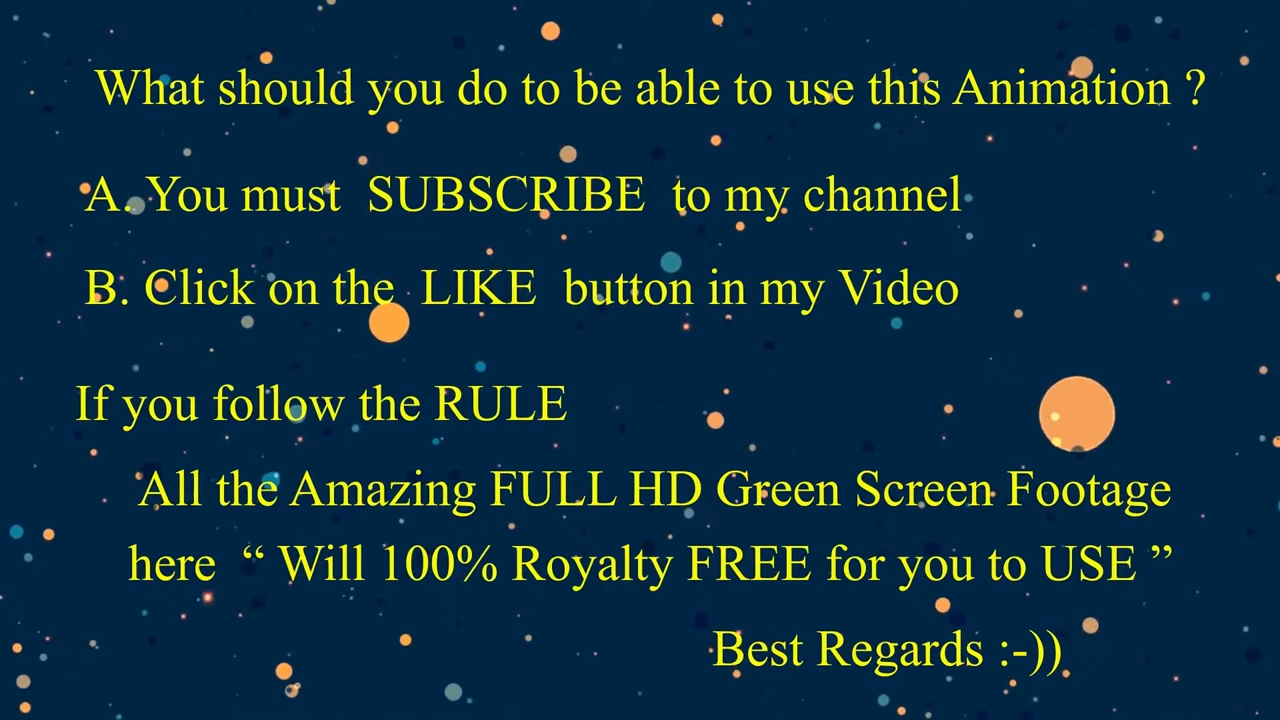 What should you do to be able to use this Animation ?
A. You must SUBSCRIBE to my channel
B. Click on the LIKE button in my Video
If you follow the RULE
All the Amazing FULL HD Green Screen Footage
here “ Will 100% Royalty FREE for you to USE ”
Best Regards :-))